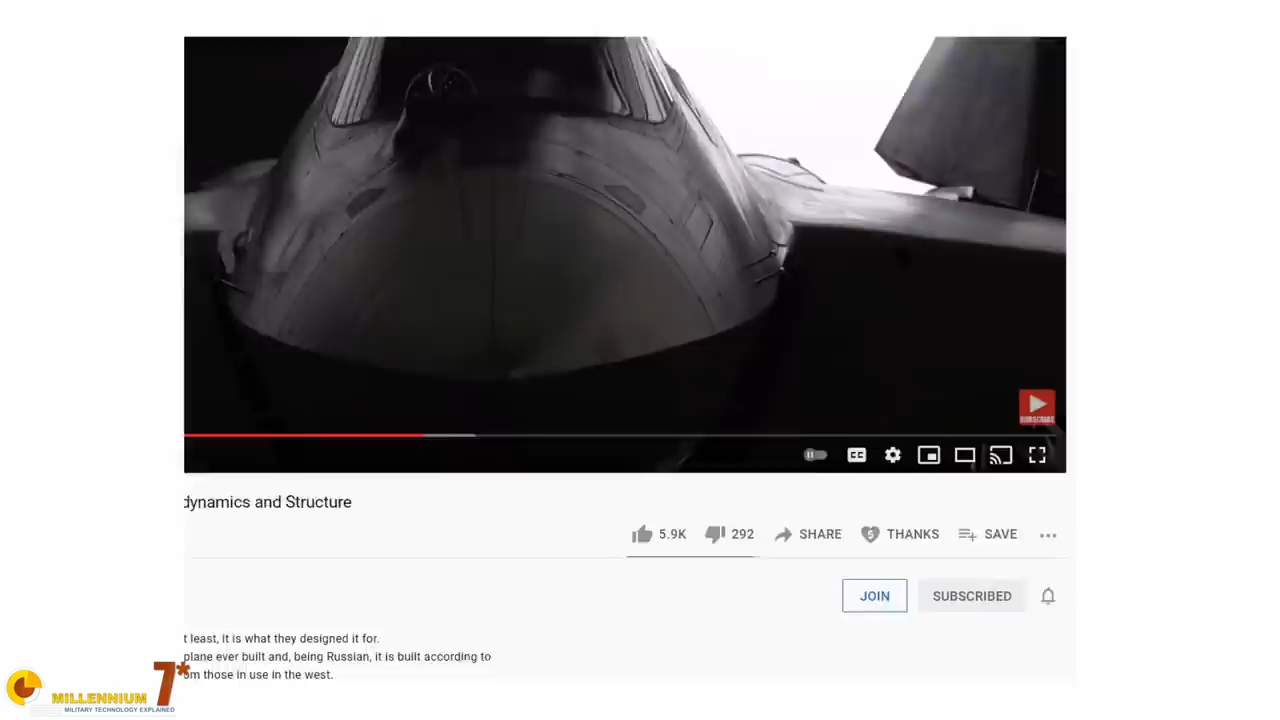 SUBSCRIBE
CC
dynamics and Structure
5.9K 292 SHARE THANKS SAVE
JOIN SUBSCRIBED
t least, it is what they designed it for.
plane ever built and, being Russian, it is built according to
om those in use in the west.
MILLENNIUM 7*
MILITARY TECHNOLOGY EXPLAINED